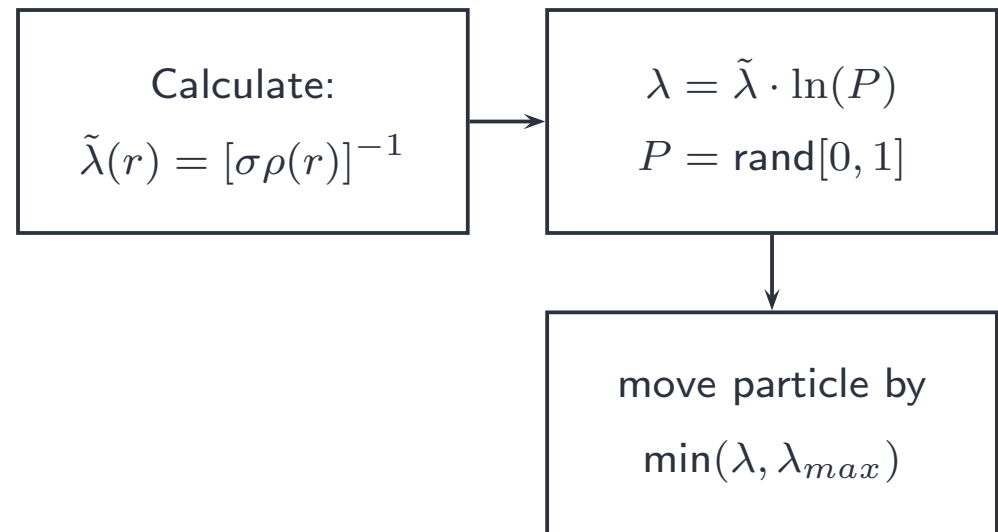 Calculate:
λ̃(r) = [σρ(r)]⁻¹
λ = λ̃ · ln(P)
P = rand[0, 1]
move particle by
min(λ, λ_{max})